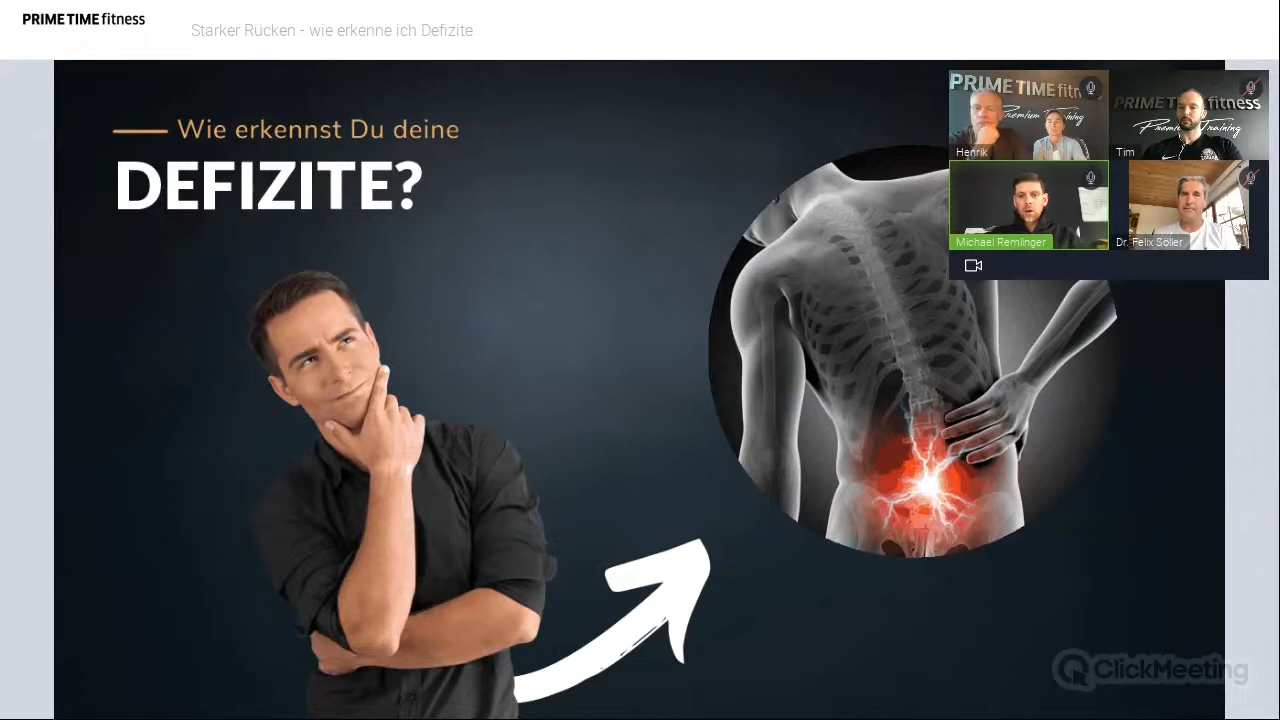 PRIME TIME fitness
Starker Rücken - wie erkenne ich Defizite
Wie erkennst Du deine
DEFIZITE?
PRIME TIME fitn
Premium Training
Henrik
PRIME T fitness
Premium Training
Tim
Michael Remlinger
Dr. Felix Söller
ClickMeeting